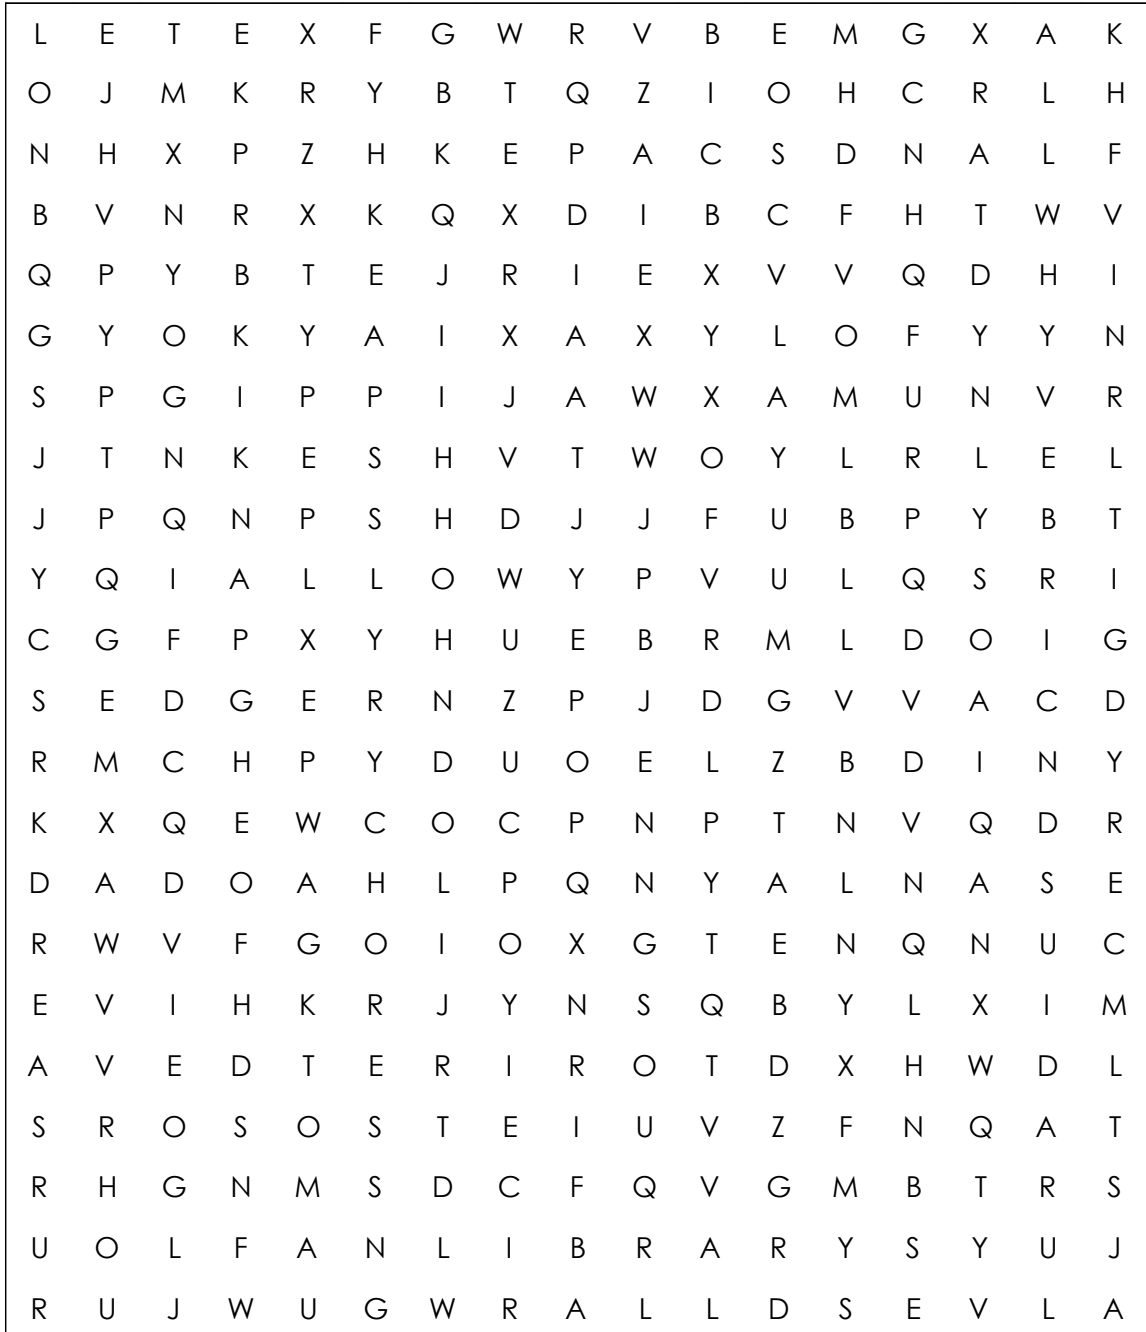 L E T E X F G W R V B E M G X A K
O J M K R Y B T Q Z I O H C R L H
N H X P Z H K E P A C S D N A L F
B V N R X K Q X D I B C F H T W V
Q P Y B T E J R I E X V V Q D H I
G Y O K Y A I X A X Y L O F Y Y N
S P G I P P I J A W X A M U N V R
J T N K E S H V T W O Y L R L E L
J P Q N P S H D J J F U B P Y B T
Y Q I A L L O W Y P V U L Q S R I
C G F P X Y H U E B R M L D O I G
S E D G E R N Z P J D G V V A C D
R M C H P Y D U O E L Z B D I N Y
K X Q E W C O C P N P T N V Q D R
D A D O A H L P Q N Y A L N A S E
R W V F G O I O X G T E N Q N U C
E V I H K R J Y N S Q B Y L X I M
A V E D T E R I R O T D X H W D L
S R O S O S T E I U V Z F N Q A T
R H G N M S D C F Q V G M B T R S
U O L F A N L I B R A R Y S Y U J
R U J W U G W R A L L D S E V L A